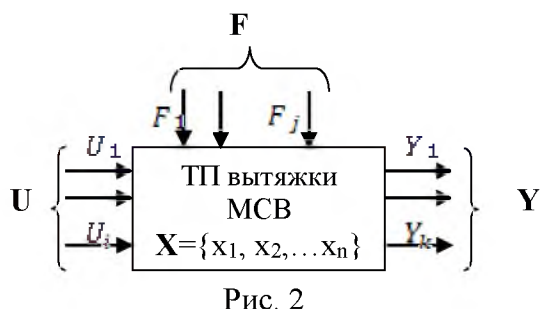 F
F1 Fj
U1 Y1
ТП вытяжки
U МСВ Y
Ui X={x1, x2,…xn} Yk
Рис. 2